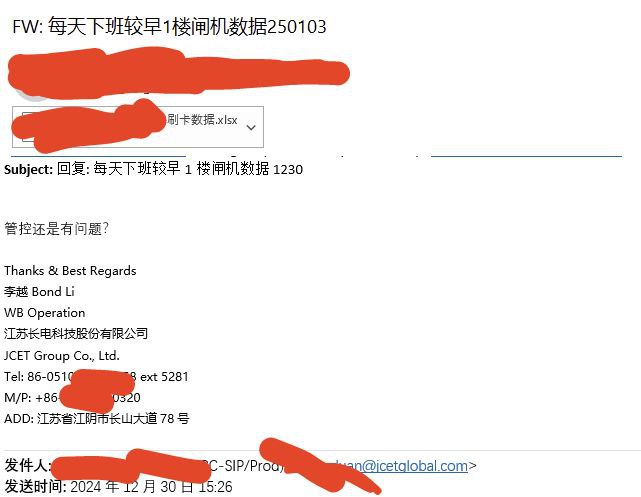 FW: 每天下班较早1楼闸机数据250103
刷卡数据.xlsx
Subject: 回复: 每天下班较早 1 楼闸机数据 1230
管控还是有问题?
Thanks & Best Regards
李越 Bond Li
WB Operation
江苏长电科技股份有限公司
JCET Group Co., Ltd.
Tel: 86-0510 8 ext 5281
M/P: +86- 0320
ADD: 江苏省江阴市长山大道 78 号
发件人: C-SIP/Prod) uan@jcetglobal.com>
发送时间: 2024 年 12 月 30 日 15:26